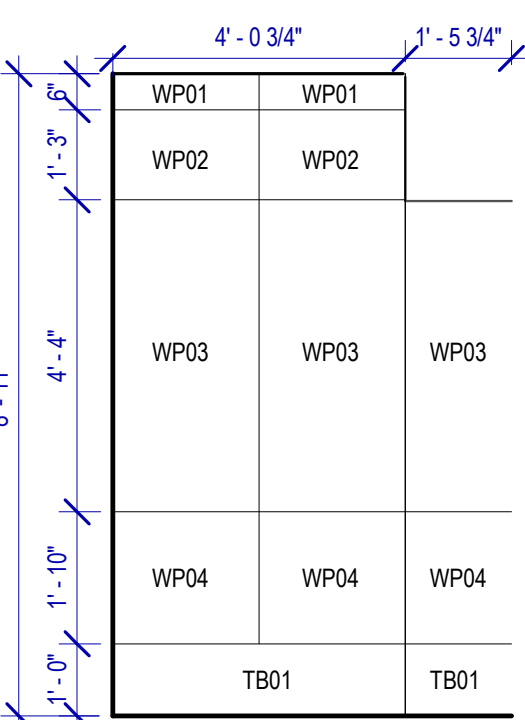 4' - 0 3/4" 1' - 5 3/4"
6" WP01 WP01
1' - 3" WP02 WP02
4' - 4" WP03 WP03 WP03
1' - 10" WP04 WP04 WP04
1' - 0" TB01 TB01